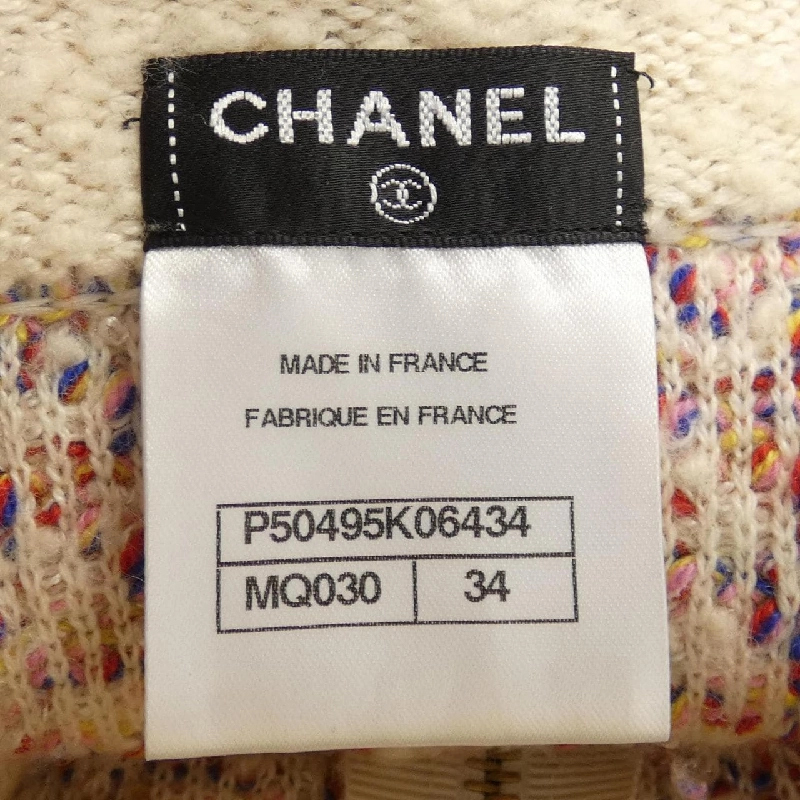 CHANEL
MADE IN FRANCE
FABRIQUE EN FRANCE
P50495K06434
MQ030 34